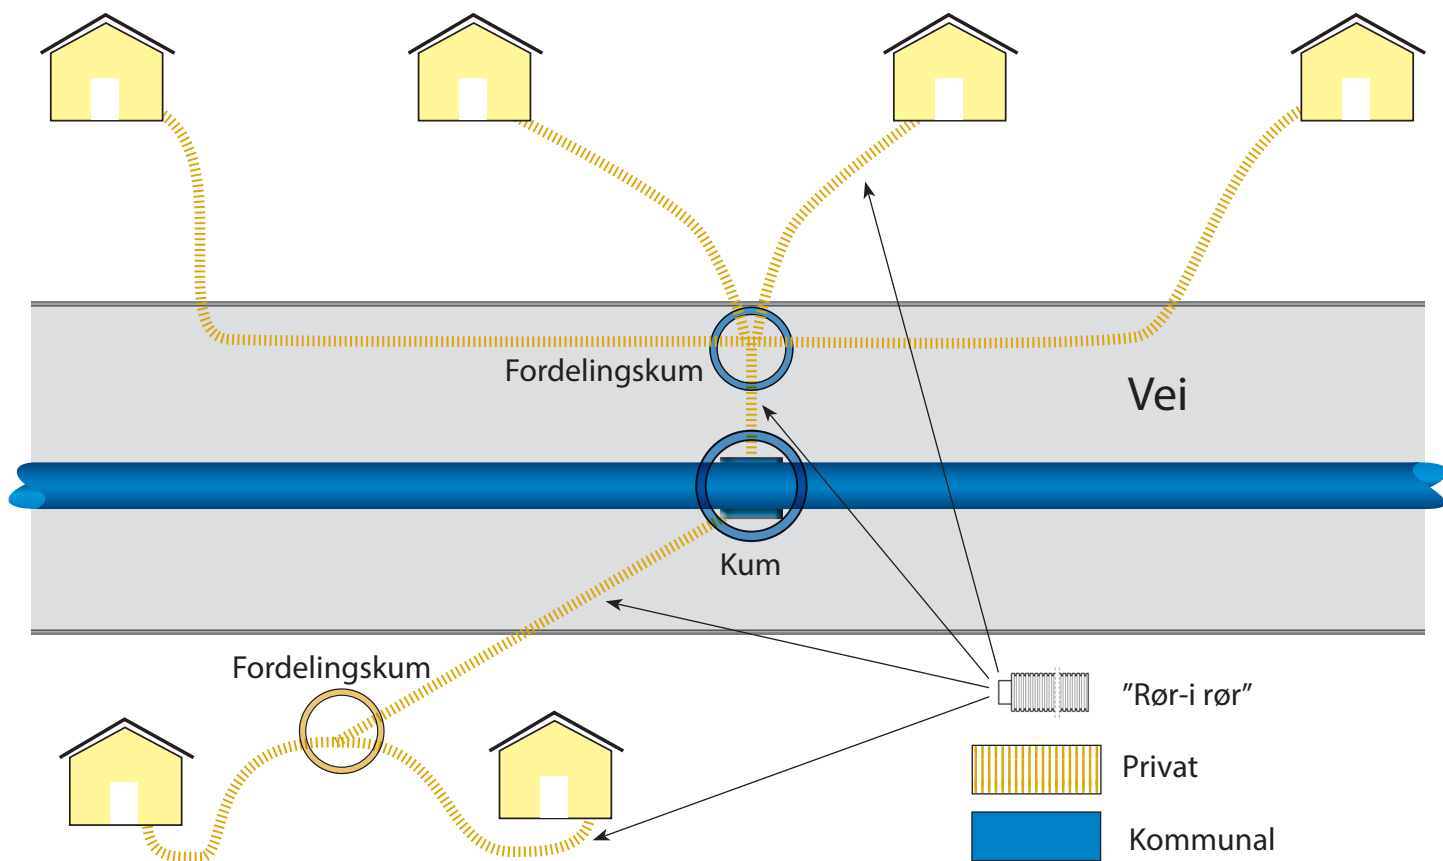 Fordelingskum
Vei
Kum
Fordelingskum
”Rør-i rør”
Privat
Kommunal